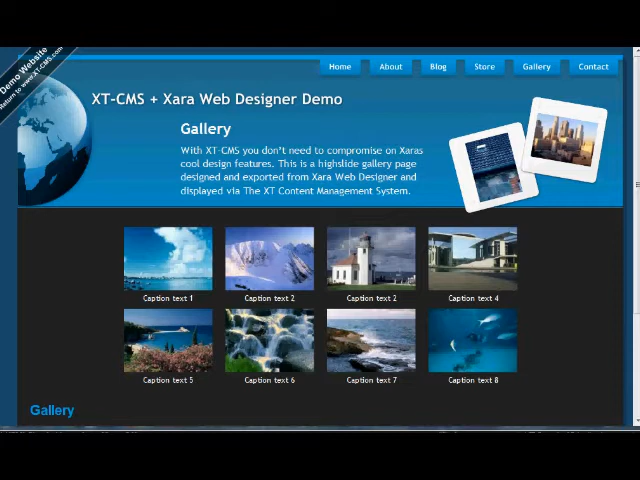 Demo Website
Return to www.XT-CMS.com
Home
About
Blog
Store
Gallery
Contact
XT-CMS + Xara Web Designer Demo
Gallery
With XT-CMS you don't need to compromise on Xaras
cool design features. This is a highslide gallery page
designed and exported from Xara Web Designer and
displayed via The XT Content Management System.
Caption text 1
Caption text 2
Caption text 2
Caption text 4
Caption text 5
Caption text 6
Caption text 7
Caption text 8
Gallery